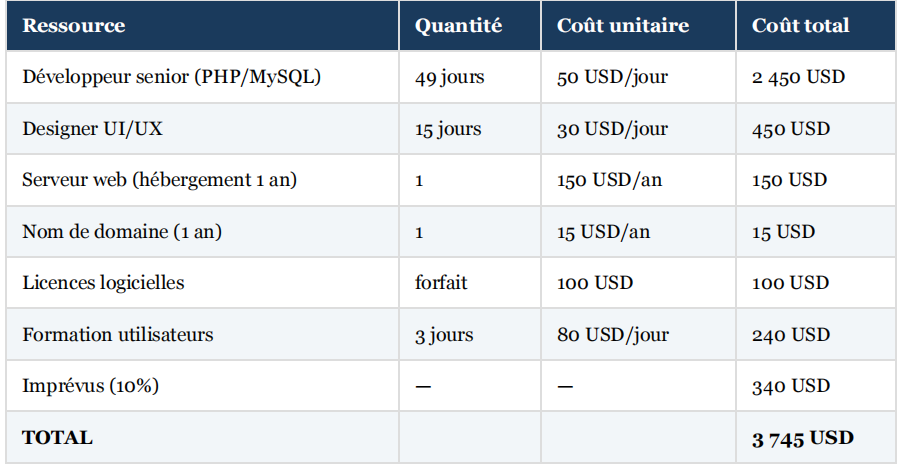 Ressource Quantité Coût unitaire Coût total
Développeur senior (PHP/MySQL) 49 jours 50 USD/jour 2 450 USD
Designer UI/UX 15 jours 30 USD/jour 450 USD
Serveur web (hébergement 1 an) 1 150 USD/an 150 USD
Nom de domaine (1 an) 1 15 USD/an 15 USD
Licences logicielles forfait 100 USD 100 USD
Formation utilisateurs 3 jours 80 USD/jour 240 USD
Imprévus (10%) — — 340 USD
TOTAL 3 745 USD